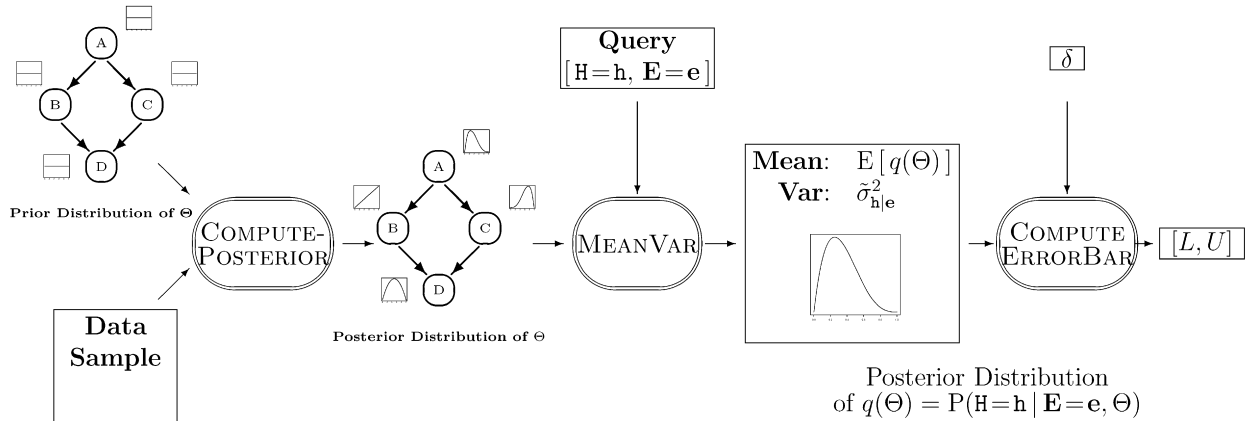 A
B
C
D
Prior Distribution of Θ
Data
Sample
COMPUTE-
POSTERIOR
A
B
C
D
Posterior Distribution of Θ
Query
[H=h, E=e]
MEANVAR
Mean: E[q(Θ)]
Var: σ̃²h|e
δ
COMPUTE
ERRORBAR
[L, U]
Posterior Distribution
of q(Θ) = P(H=h | E=e, Θ)